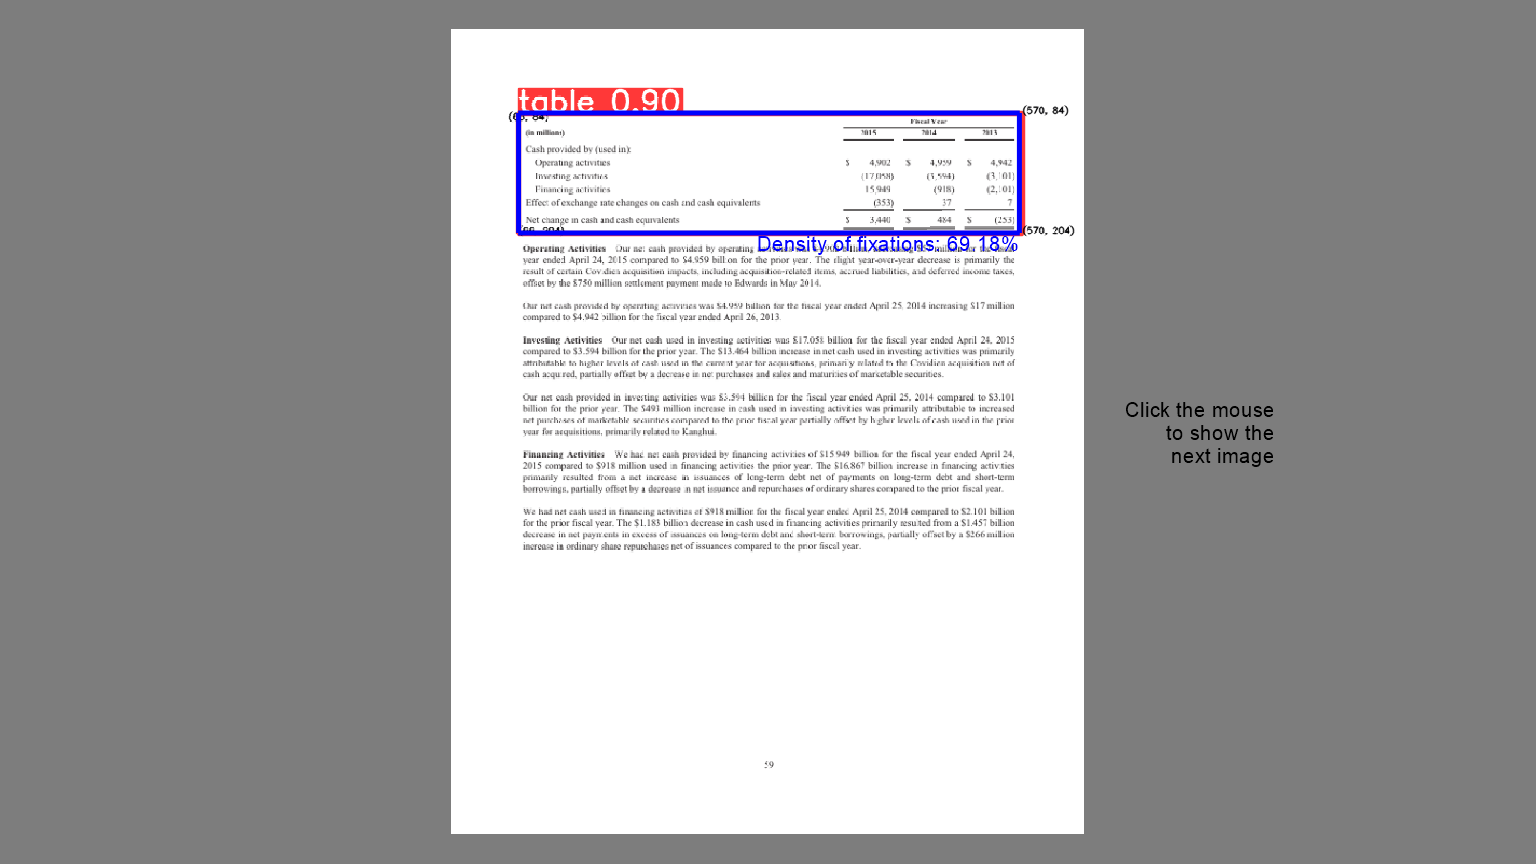 table 0.90
(570, 84)
Fiscal Year
(in millions) 2015 2014 2013
Cash provided by (used in):
Operating activities $ 4,902 $ 4,959 $ 4,942
Investing activities (17,058) (3,594) (3,101)
Financing activities 15,949 (918) (2,101)
Effect of exchange rate changes on cash and cash equivalents (353) 37 7
Net change in cash and cash equivalents $ 3,440 $ 484 $ (253)
(570, 204)
Density of fixations: 69.18%
Operating Activities Our net cash provided by operating
year ended April 24, 2015 compared to $4.959 billion for the prior year. The slight year-over-year decrease is primarily the
result of certain Covidien acquisition impacts, including acquisition-related items, accrued liabilities, and deferred income taxes,
offset by the $750 million settlement payment made to Edwards in May 2014.
Our net cash provided by operating activities was $4.959 billion for the fiscal year ended April 25, 2014 increasing $17 million
compared to $4.942 billion for the fiscal year ended April 26, 2013.
Investing Activities Our net cash used in investing activities was $17.058 billion for the fiscal year ended April 24, 2015
compared to $3.594 billion for the prior year. The $13.464 billion increase in net cash used in investing activities was primarily
attributable to higher levels of cash used in the current year for acquisitions, primarily related to the Covidien acquisition net of
cash acquired, partially offset by a decrease in net purchases and sales and maturities of marketable securities.
Our net cash provided in investing activities was $3.594 billion for the fiscal year ended April 25, 2014 compared to $3.101
billion for the prior year. The $493 million increase in cash used in investing activities was primarily attributable to increased
net purchases of marketable securities compared to the prior fiscal year partially offset by higher levels of cash used in the prior
year for acquisitions, primarily related to Kanghui.
Financing Activities We had net cash provided by financing activities of $15.949 billion for the fiscal year ended April 24,
2015 compared to $918 million used in financing activities the prior year. The $16.867 billion increase in financing activities
primarily resulted from a net increase in issuances of long-term debt net of payments on long-term debt and short-term
borrowings, partially offset by a decrease in net issuance and repurchases of ordinary shares compared to the prior fiscal year.
We had net cash used in financing activities of $918 million for the fiscal year ended April 25, 2014 compared to $2.101 billion
for the prior fiscal year. The $1.183 billion decrease in cash used in financing activities primarily resulted from a $1.457 billion
decrease in net payments in excess of issuances on long-term debt and short-term borrowings, partially offset by a $266 million
increase in ordinary share repurchases net of issuances compared to the prior fiscal year.
59
Click the mouse
to show the
next image